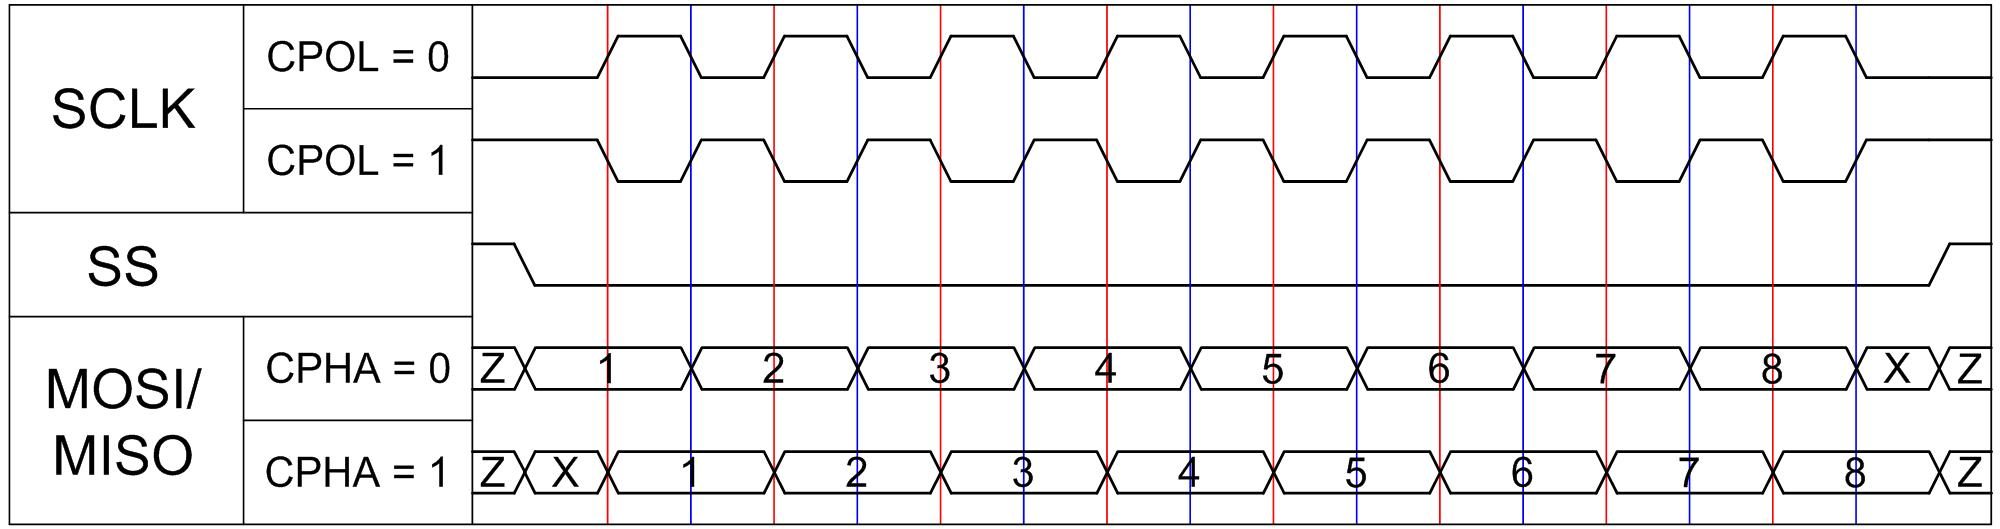 SCLK
CPOL = 0
CPOL = 1
SS
MOSI/
MISO
CPHA = 0
Z 1 2 3 4 5 6 7 8 X Z
CPHA = 1
Z X 1 2 3 4 5 6 7 8 Z